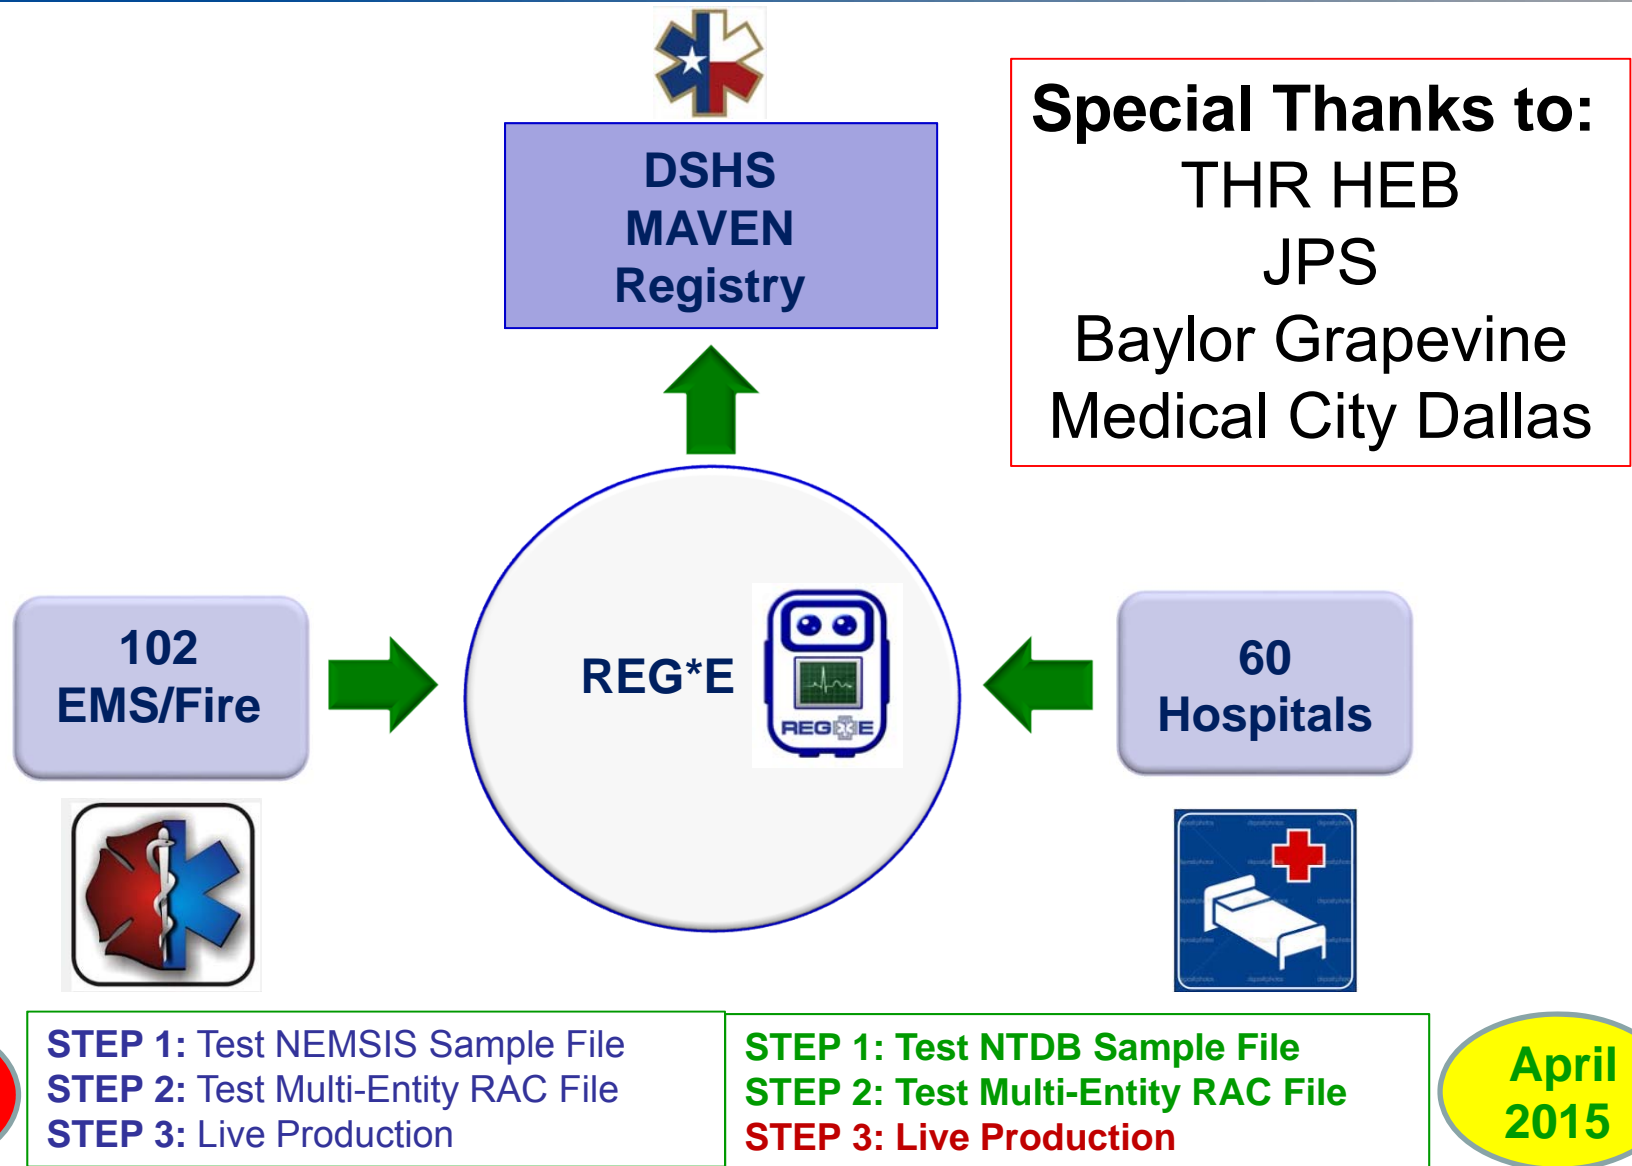 DSHS
MAVEN
Registry
Special Thanks to:
THR HEB
JPS
Baylor Grapevine
Medical City Dallas
102
EMS/Fire
REG*E
REG*E
60
Hospitals
depositphotos
STEP 1: Test NEMSIS Sample File
STEP 2: Test Multi-Entity RAC File
STEP 3: Live Production
STEP 1: Test NTDB Sample File
STEP 2: Test Multi-Entity RAC File
STEP 3: Live Production
April
2015